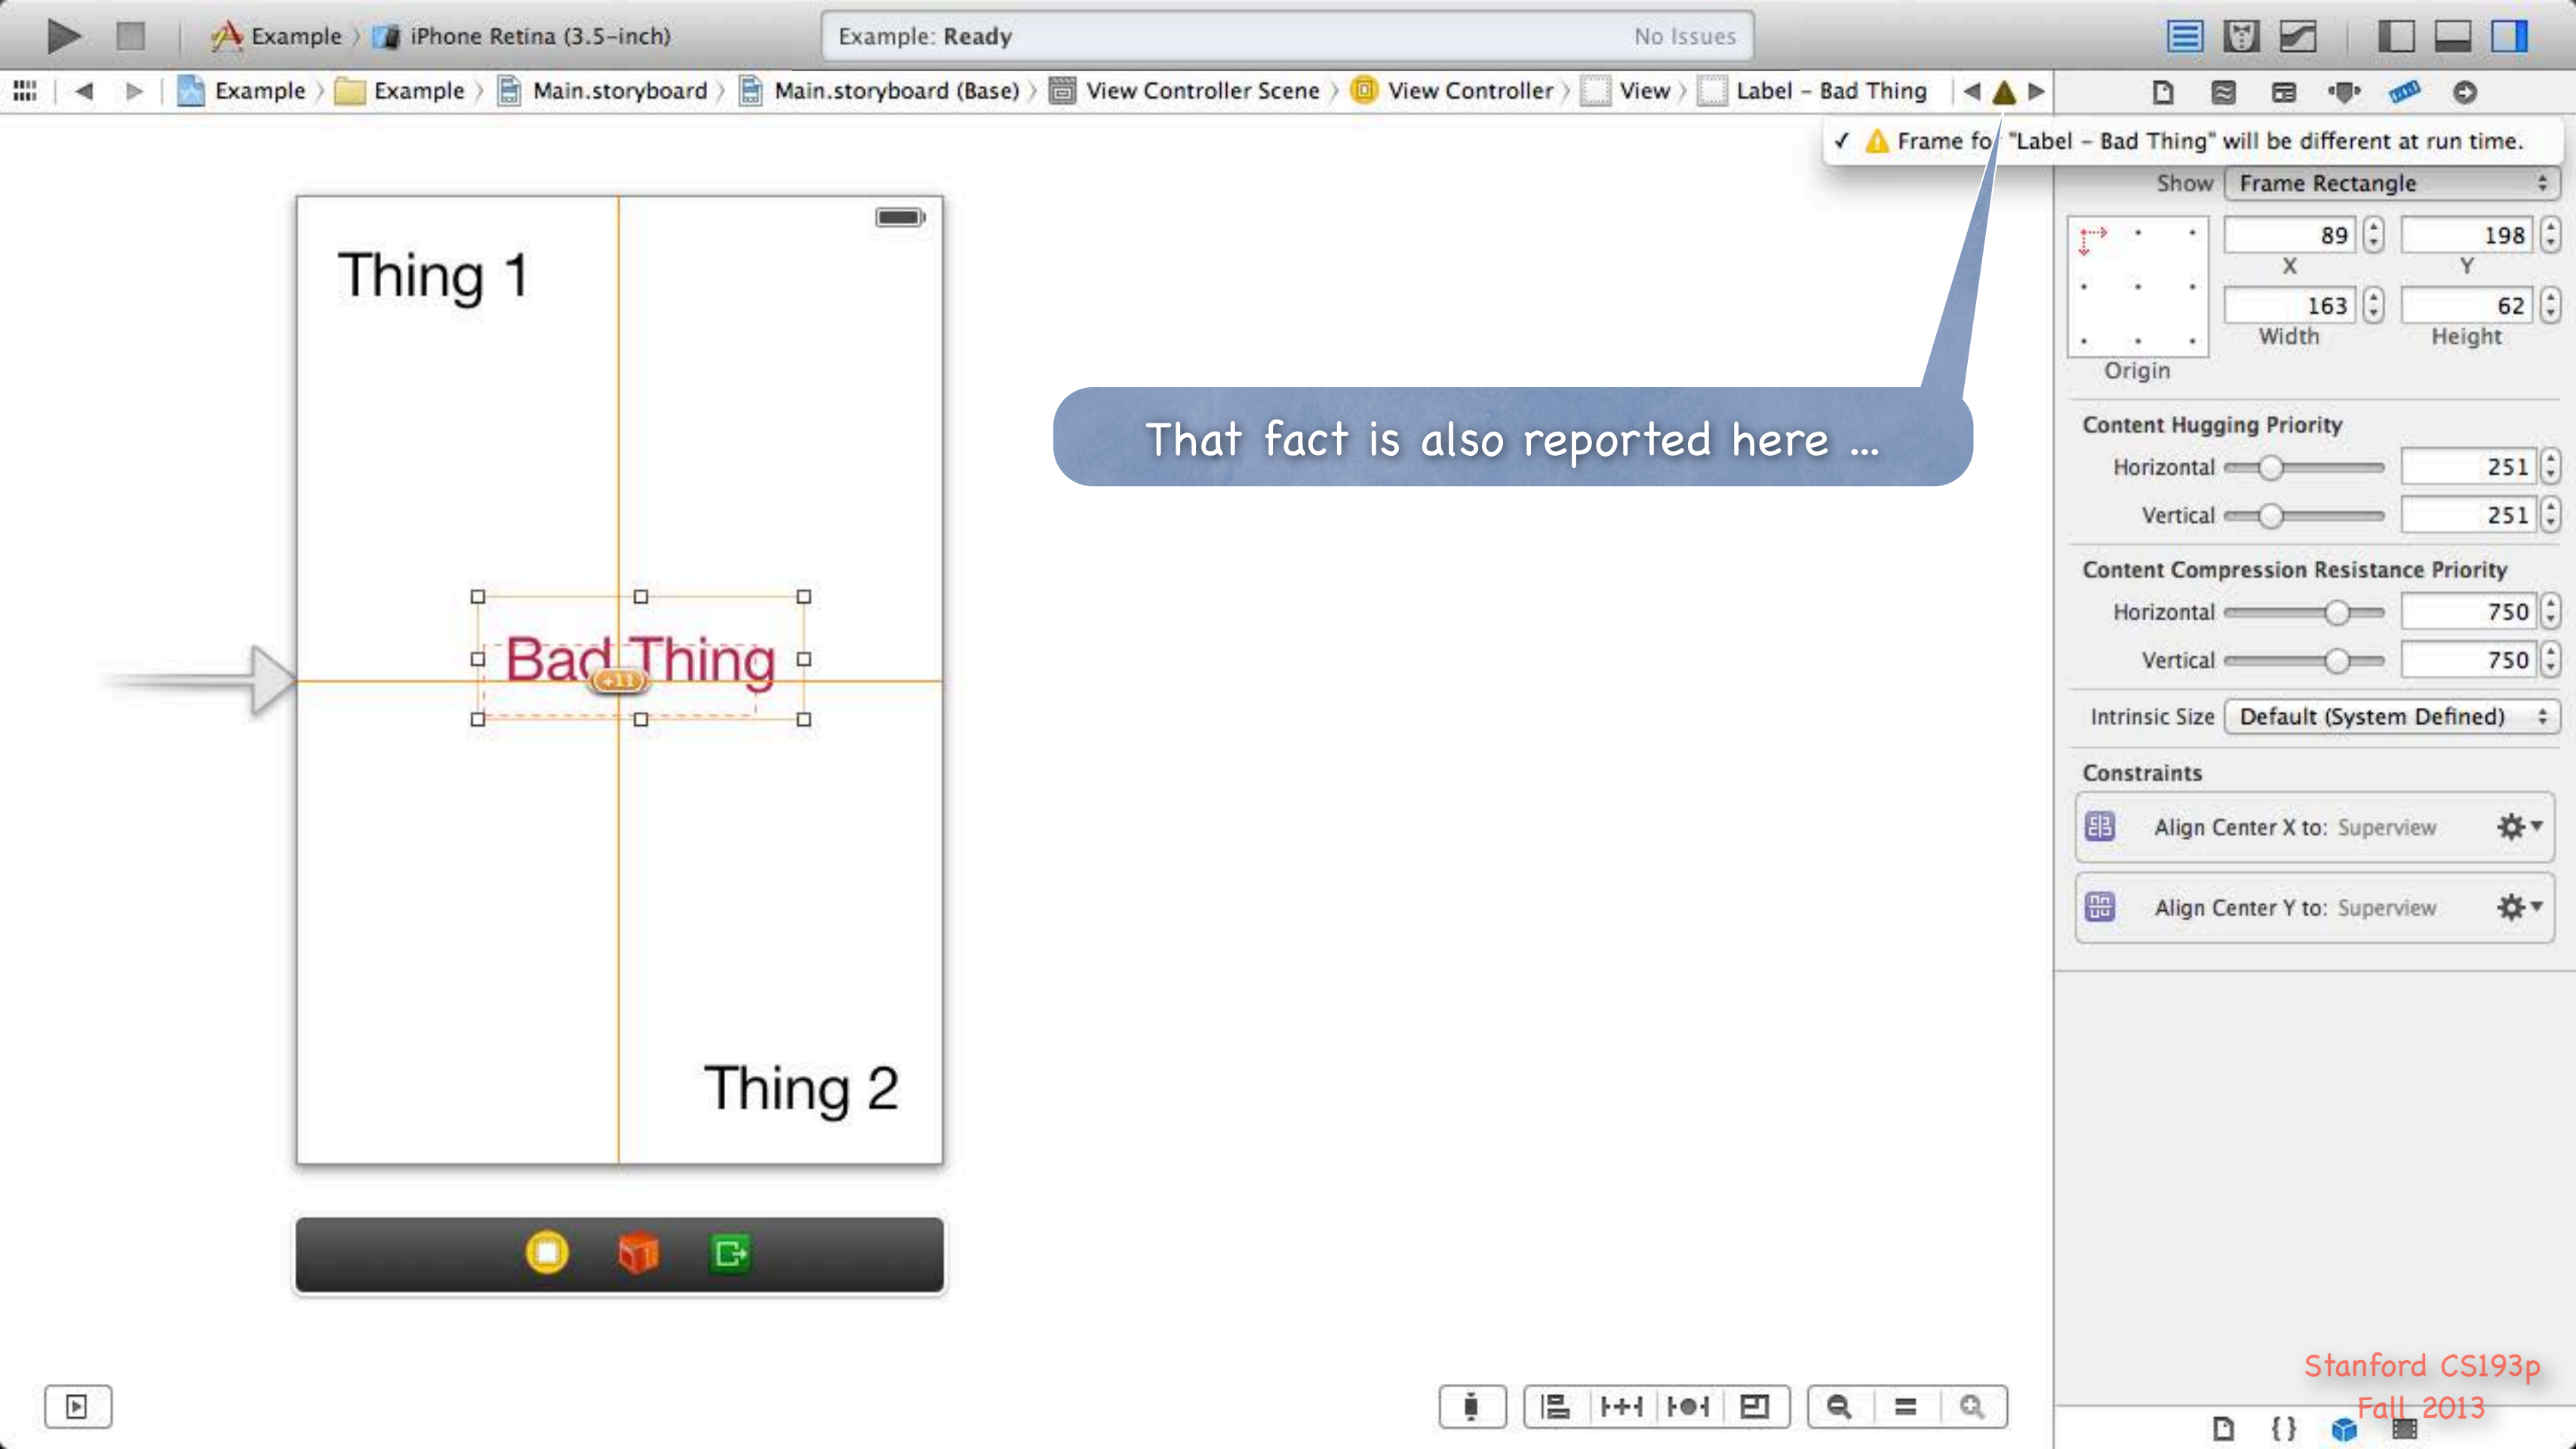 Example iPhone Retina (3.5-inch)
Example: Ready No Issues
Example Example Main.storyboard Main.storyboard (Base) View Controller Scene View Controller View Label - Bad Thing
✓ Frame fo "Label - Bad Thing" will be different at run time.
Show Frame Rectangle
89 198
X Y
163 62
Width Height
Origin
Content Hugging Priority
Horizontal 251
Vertical 251
Content Compression Resistance Priority
Horizontal 750
Vertical 750
Intrinsic Size Default (System Defined)
Constraints
Align Center X to: Superview
Align Center Y to: Superview
Thing 1
That fact is also reported here ...
Bad Thing
+11
Thing 2
Stanford CS193p
Fall 2013